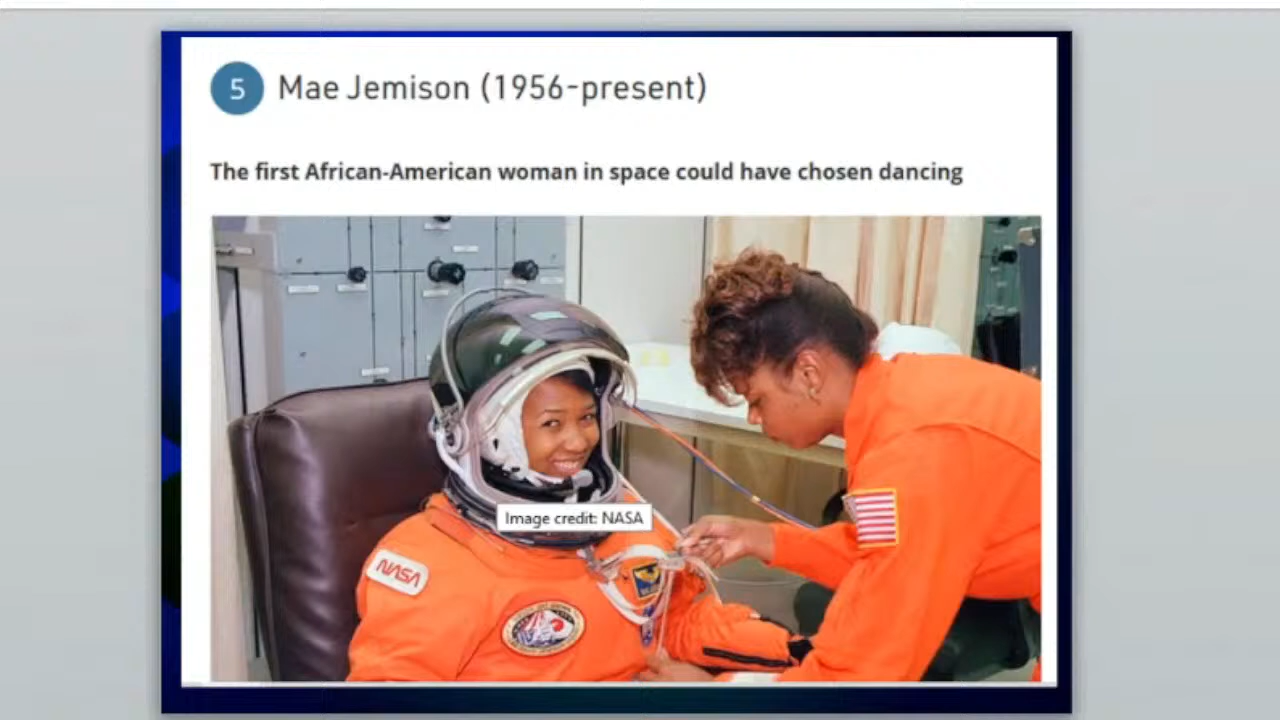 5 Mae Jemison (1956-present)
The first African-American woman in space could have chosen dancing
Image credit: NASA
NASA